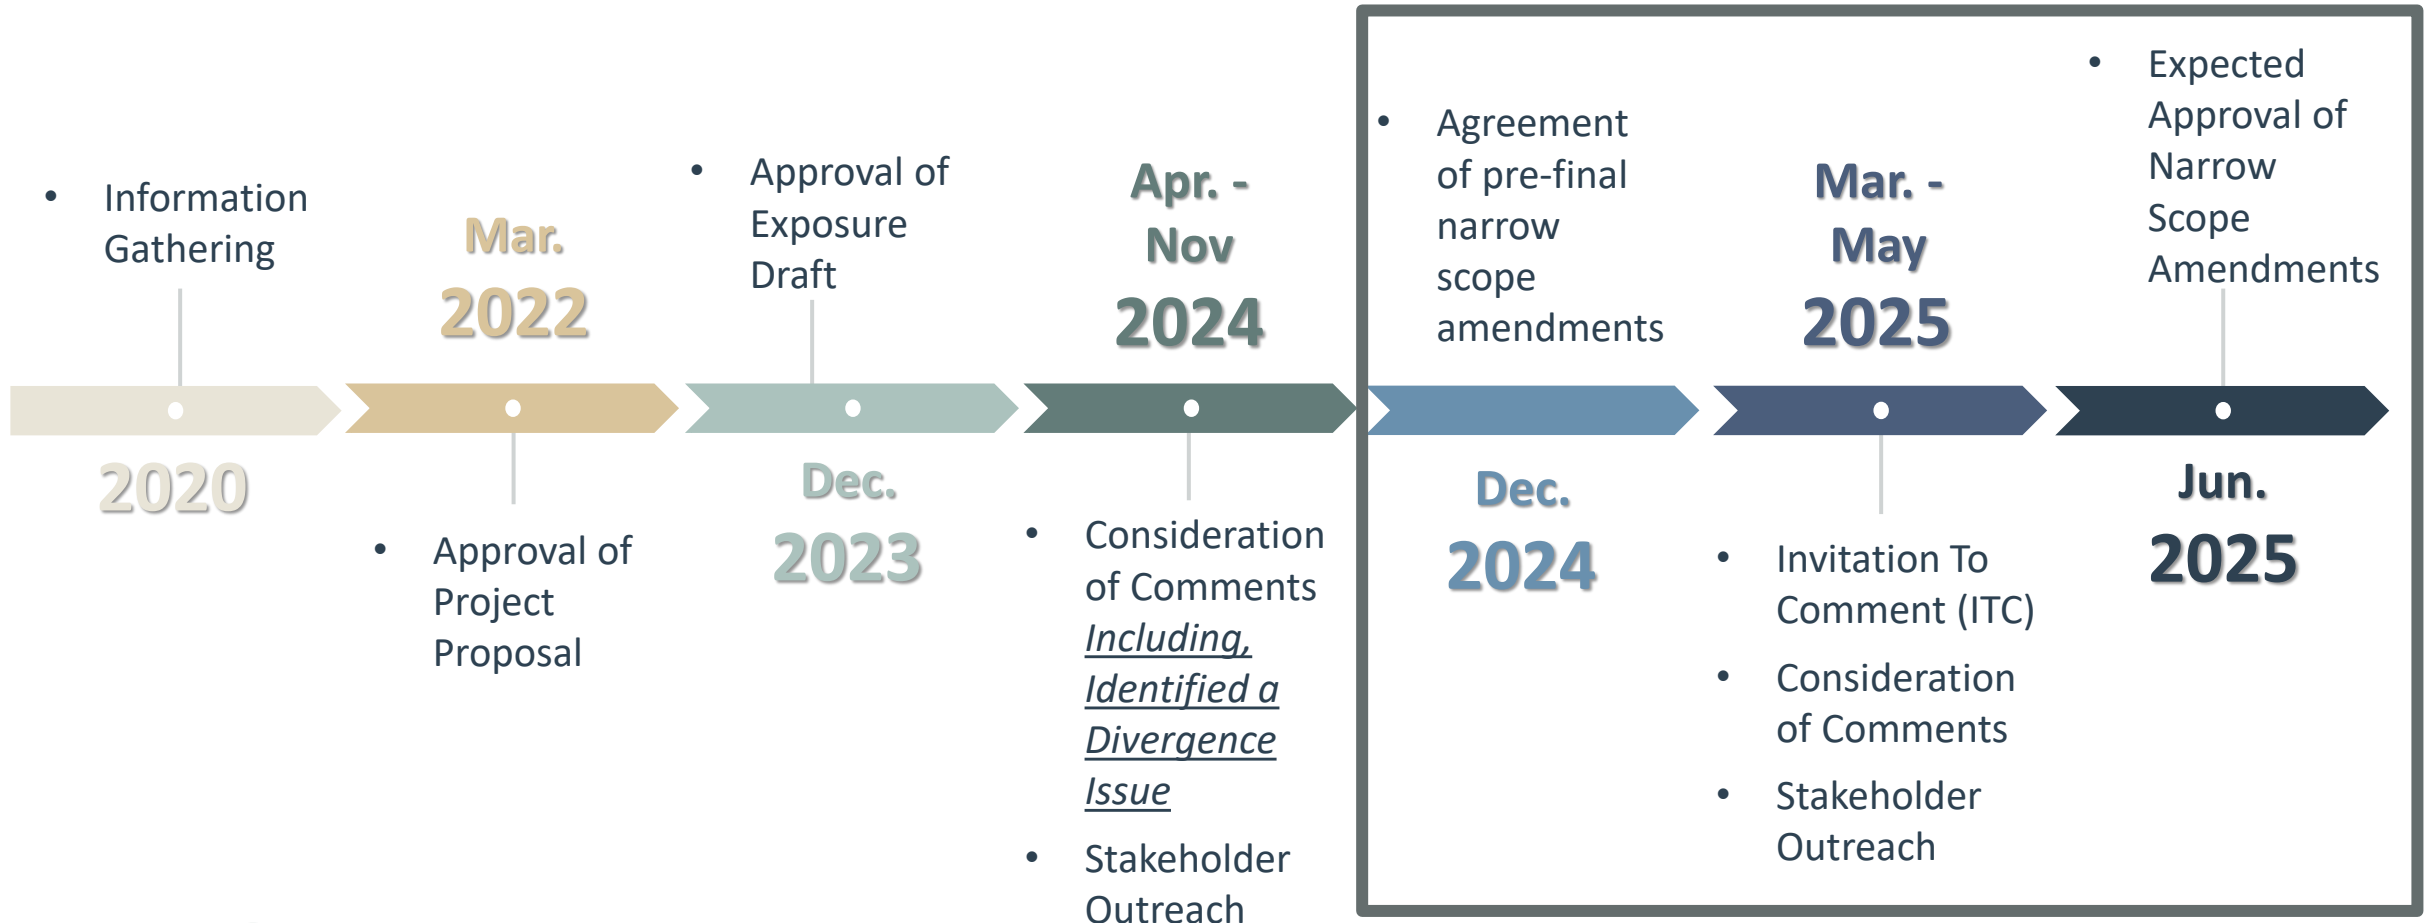 • Information
Gathering
2020
Mar.
2022
• Approval of
Project
Proposal
• Approval of
Exposure
Draft
Dec.
2023
Apr. -
Nov
2024
• Consideration
of Comments
Including,
Identified a
Divergence
Issue
• Stakeholder
Outreach
• Agreement
of pre-final
narrow
scope
amendments
Dec.
2024
Mar. -
May
2025
• Invitation To
Comment (ITC)
• Consideration
of Comments
• Stakeholder
Outreach
• Expected
Approval of
Narrow
Scope
Amendments
Jun.
2025